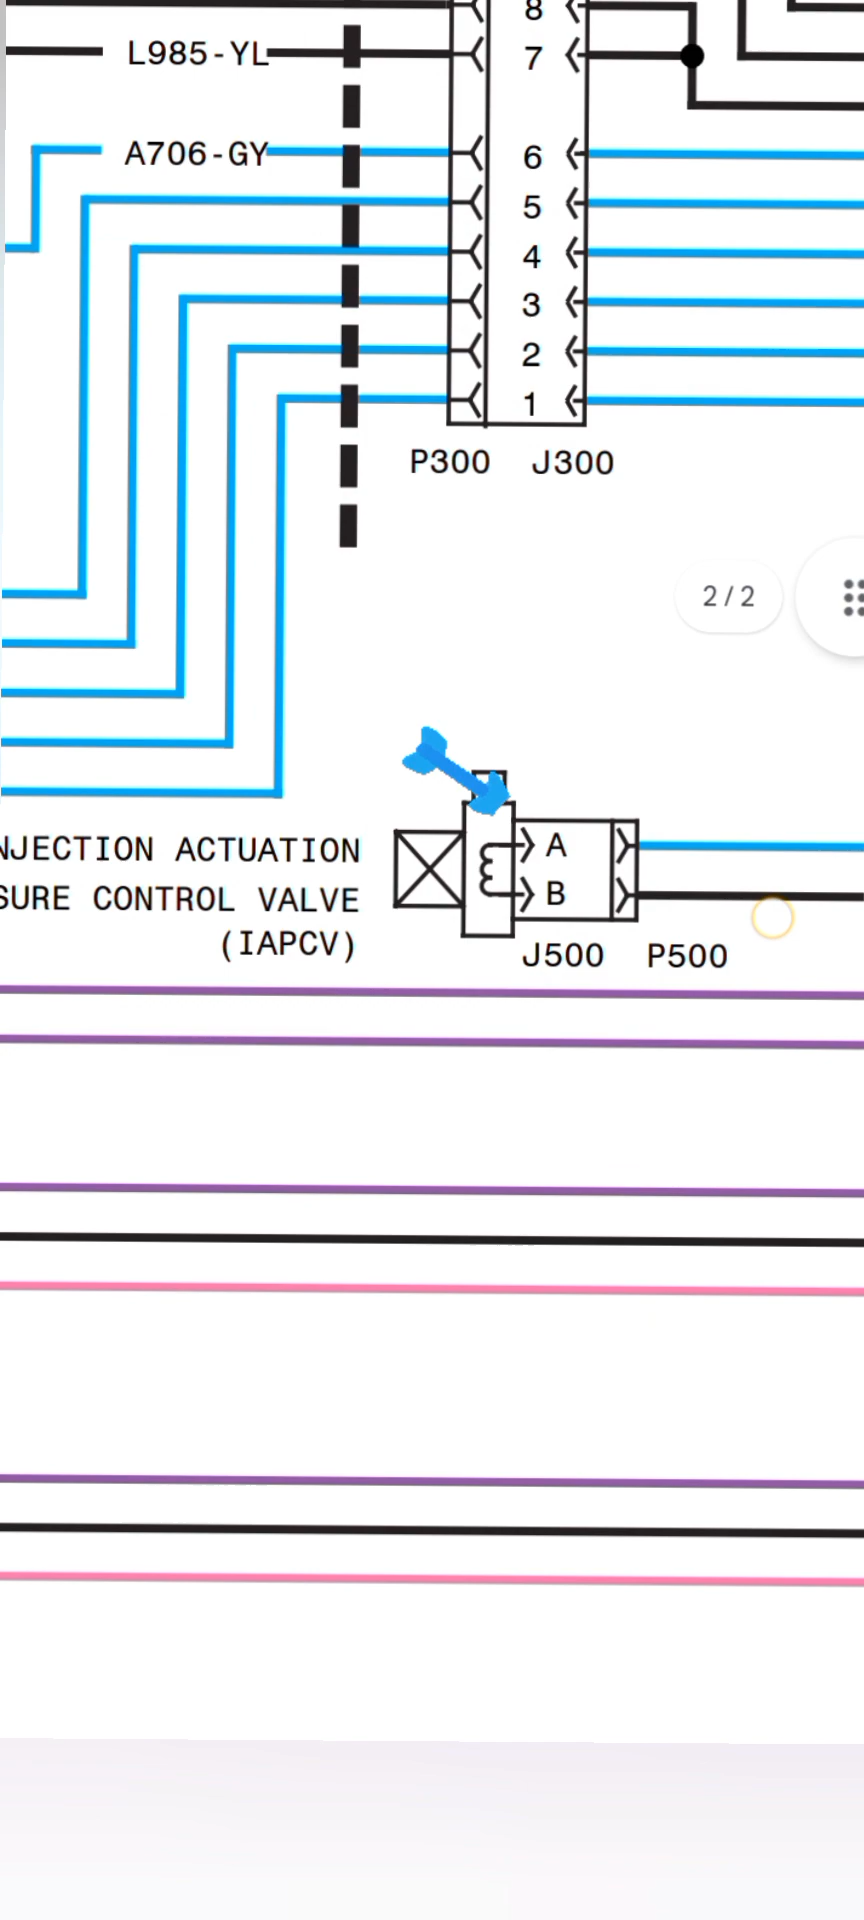 8
L985-YL
7
A706-GY
6
5
4
3
2
1
P300 J300
2/2
NJECTION ACTUATION
SURE CONTROL VALVE
(IAPCV)
A
B
J500 P500